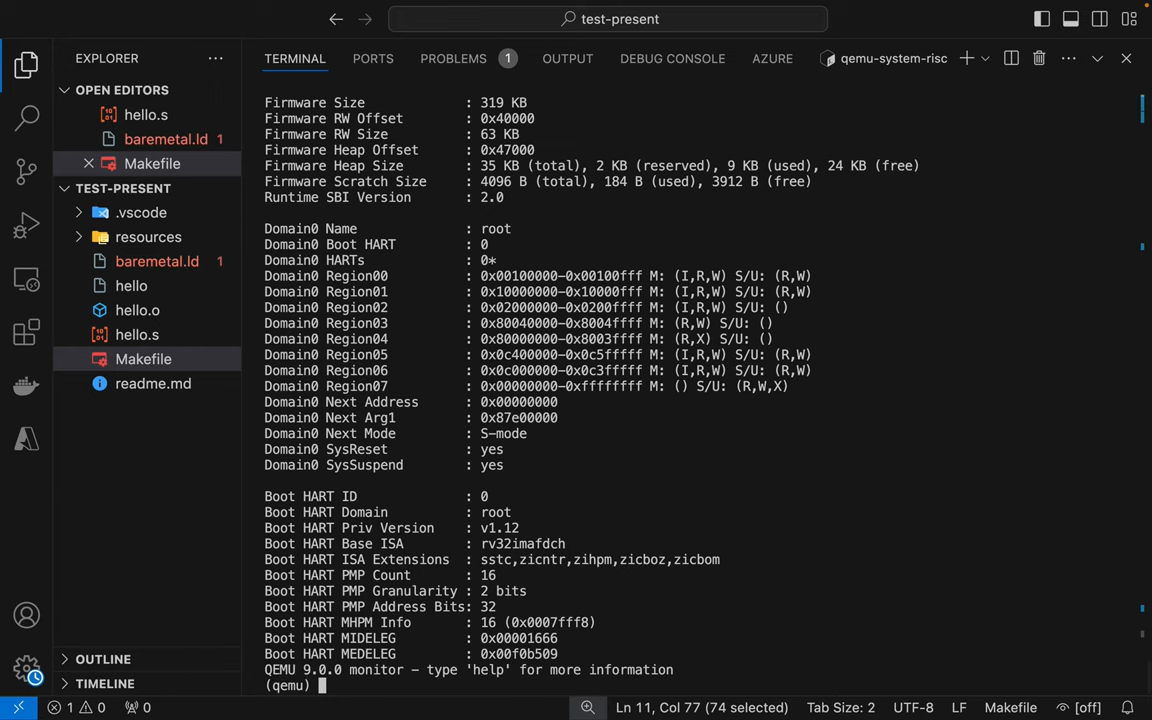 test-present
EXPLORER
OPEN EDITORS
hello.s
baremetal.ld 1
Makefile
TEST-PRESENT
.vscode
resources
baremetal.ld 1
hello
hello.o
hello.s
Makefile
readme.md
OUTLINE
TIMELINE
TERMINAL PORTS PROBLEMS 1 OUTPUT DEBUG CONSOLE AZURE qemu-system-risc
Firmware Size : 319 KB
Firmware RW Offset : 0x40000
Firmware RW Size : 63 KB
Firmware Heap Offset : 0x47000
Firmware Heap Size : 35 KB (total), 2 KB (reserved), 9 KB (used), 24 KB (free)
Firmware Scratch Size : 4096 B (total), 184 B (used), 3912 B (free)
Runtime SBI Version : 2.0
Domain0 Name : root
Domain0 Boot HART : 0
Domain0 HARTs : 0*
Domain0 Region00 : 0x00100000-0x00100fff M: (I,R,W) S/U: (R,W)
Domain0 Region01 : 0x10000000-0x10000fff M: (I,R,W) S/U: (R,W)
Domain0 Region02 : 0x02000000-0x0200ffff M: (I,R,W) S/U: ()
Domain0 Region03 : 0x80040000-0x8004ffff M: (R,W) S/U: ()
Domain0 Region04 : 0x80000000-0x8003ffff M: (R,X) S/U: ()
Domain0 Region05 : 0x0c400000-0x0c5fffff M: (I,R,W) S/U: (R,W)
Domain0 Region06 : 0x0c000000-0x0c3fffff M: (I,R,W) S/U: (R,W)
Domain0 Region07 : 0x00000000-0xffffffff M: () S/U: (R,W,X)
Domain0 Next Address : 0x00000000
Domain0 Next Arg1 : 0x87e00000
Domain0 Next Mode : S-mode
Domain0 SysReset : yes
Domain0 SysSuspend : yes
Boot HART ID : 0
Boot HART Domain : root
Boot HART Priv Version : v1.12
Boot HART Base ISA : rv32imafdch
Boot HART ISA Extensions : sstc,zicntr,zihpm,zicboz,zicbom
Boot HART PMP Count : 16
Boot HART PMP Granularity : 2 bits
Boot HART PMP Address Bits: 32
Boot HART MHPM Info : 16 (0x0007fff8)
Boot HART MIDELEG : 0x00001666
Boot HART MEDELEG : 0x00f0b509
QEMU 9.0.0 monitor - type 'help' for more information
(qemu)
1 0 0 Ln 11, Col 77 (74 selected) Tab Size: 2 UTF-8 LF Makefile [off]